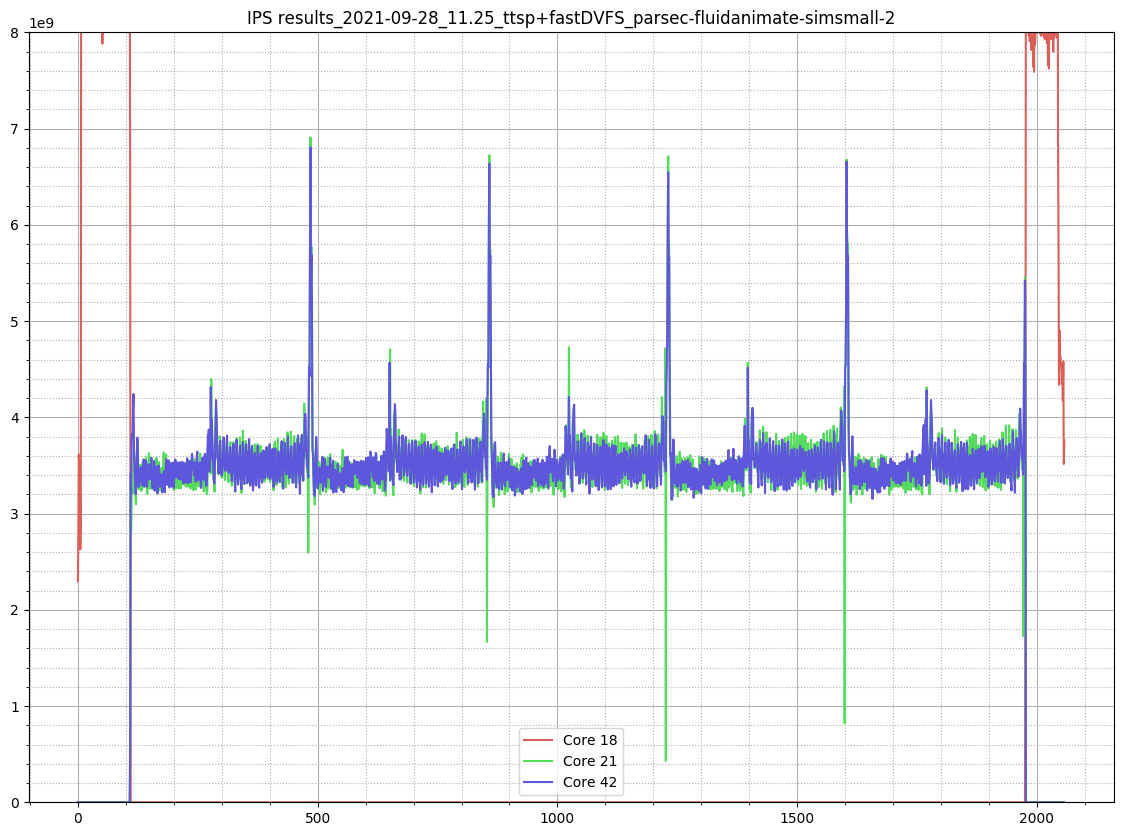 IPS results_2021-09-28_11.25_ttsp+fastDVFS_parsec-fluidanimate-simsmall-2
1e9
8
7
6
5
4
3
2
1
0
Core 18
Core 21
Core 42
0 500 1000 1500 2000